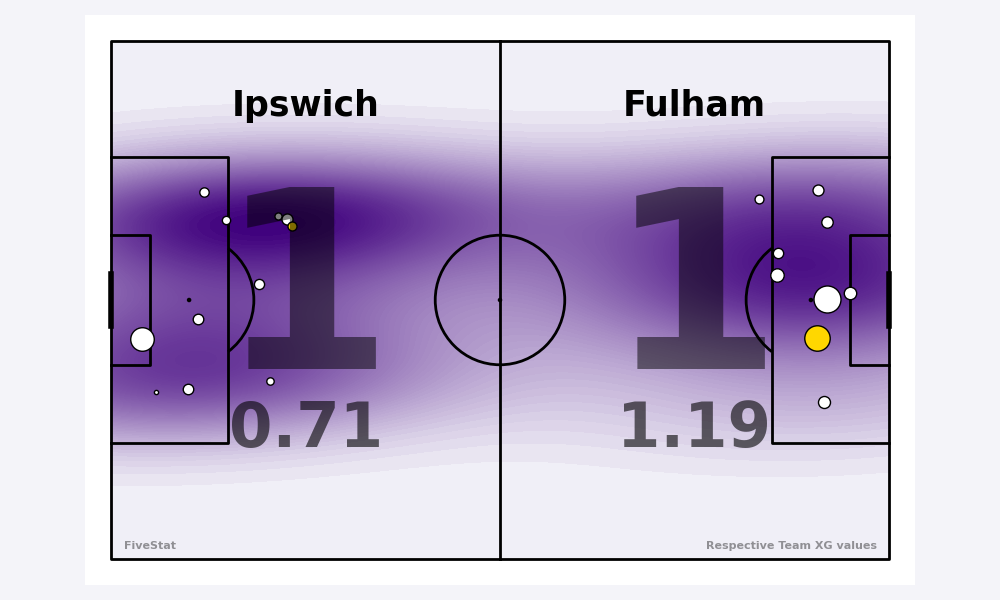 Ipswich
Fulham
1
1
0.71
1.19
FiveStat
Respective Team XG values